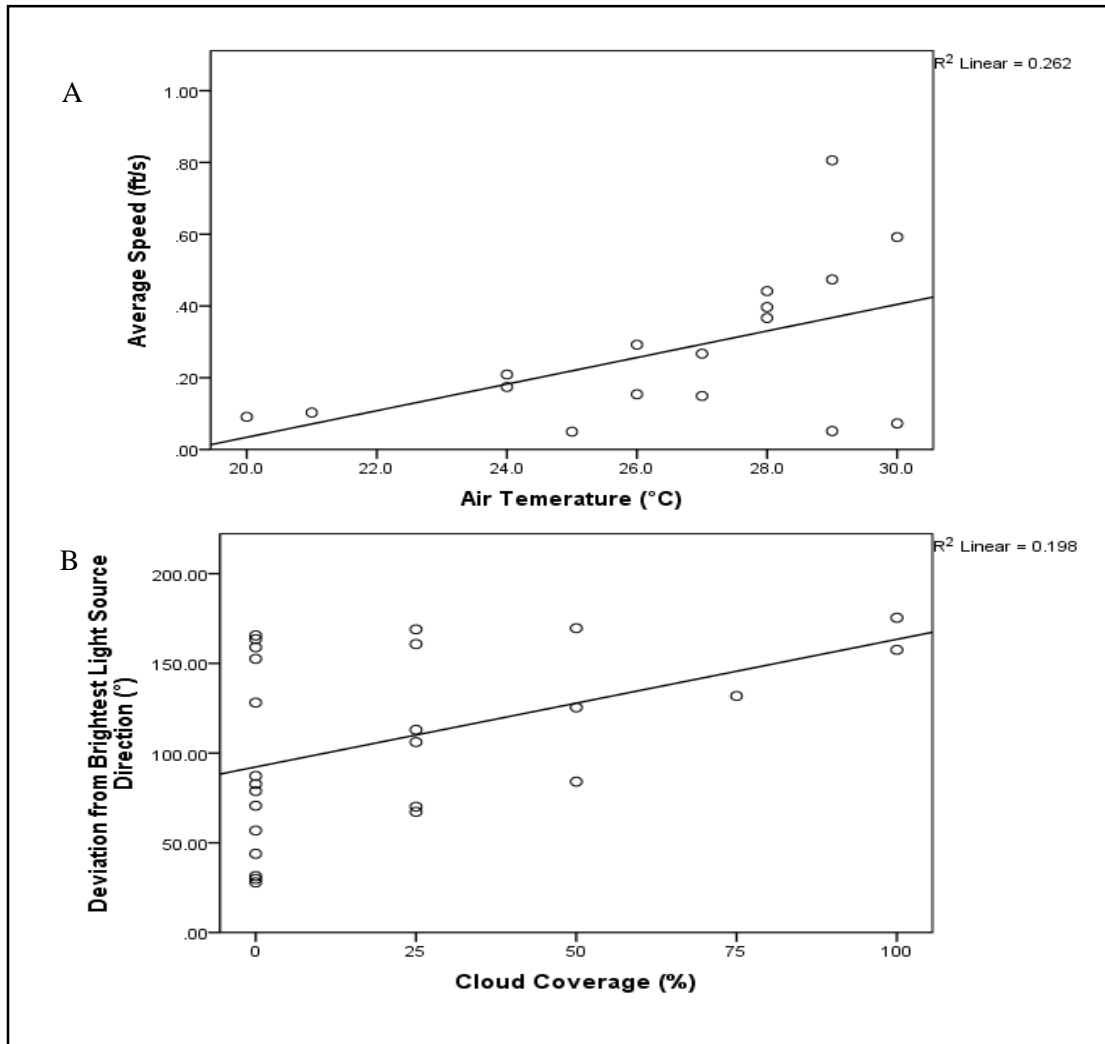 A
R² Linear = 0.262
Average Speed (ft/s)
1.00
.80
.60
.40
.20
.00
20.0 22.0 24.0 26.0 28.0 30.0
Air Temerature (°C)
B
R² Linear = 0.198
Deviation from Brightest Light Source
Direction (°)
200.00
150.00
100.00
50.00
.00
0 25 50 75 100
Cloud Coverage (%)